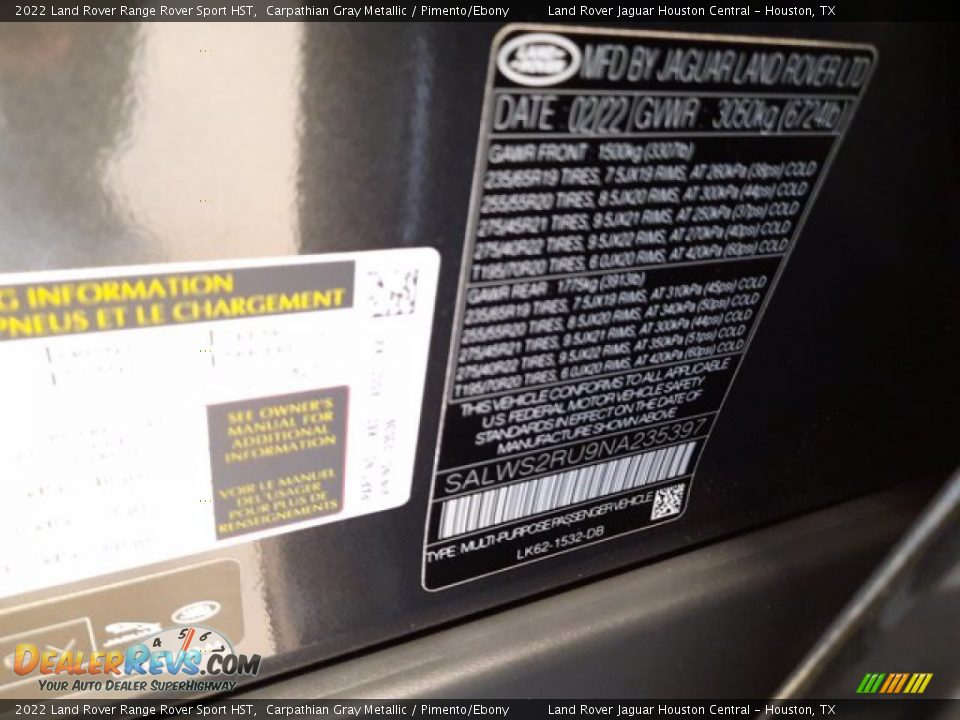 2022 Land Rover Range Rover Sport HST, Carpathian Gray Metallic / Pimento/Ebony Land Rover Jaguar Houston Central - Houston, TX
LAND ROVER
MFD BY JAGUAR LAND ROVER LTD
DATE 02/22 GWR 3050kg (6724lb)
GAWR FRONT 1500kg (3307lb)
235/65R19 TIRES, 7.5JX19 RIMS, AT 260kPa (38psi) COLD
255/55R20 TIRES, 8.5JX20 RIMS, AT 300kPa (44psi) COLD
275/45R21 TIRES, 9.5JX21 RIMS, AT 250kPa (37psi) COLD
275/40R22 TIRES, 9.5JX22 RIMS, AT 270kPa (40psi) COLD
T195/70R20 TIRES, 6.0JX20 RIMS, AT 420kPa (60psi) COLD
GAWR REAR 1775kg (3913lb)
235/65R19 TIRES, 7.5JX19 RIMS, AT 310kPa (45psi) COLD
255/55R20 TIRES, 8.5JX20 RIMS, AT 340kPa (50psi) COLD
275/45R21 TIRES, 9.5JX21 RIMS, AT 300kPa (44psi) COLD
275/40R22 TIRES, 9.5JX22 RIMS, AT 350kPa (51psi) COLD
T195/70R20 TIRES, 6.0JX20 RIMS, AT 420kPa (60psi) COLD
THIS VEHICLE CONFORMS TO ALL APPLICABLE
U.S. FEDERAL MOTOR VEHICLE SAFETY
STANDARDS IN EFFECT ON THE DATE OF
MANUFACTURE SHOWN ABOVE
SALWS2RU9NA235397
TYPE: MULTI-PURPOSE PASSENGER VEHICLE
LK62-1532-DB
G INFORMATION
PNEUS ET LE CHARGEMENT
SEE OWNER'S
MANUAL FOR
ADDITIONAL
INFORMATION
VOIR LE MANUEL
DE L'USAGER
POUR PLUS DE
RENSEIGNEMENTS
4 5 6
DEALERREVS.COM
YOUR AUTO DEALER SUPERHIGHWAY
2022 Land Rover Range Rover Sport HST, Carpathian Gray Metallic / Pimento/Ebony Land Rover Jaguar Houston Central - Houston, TX